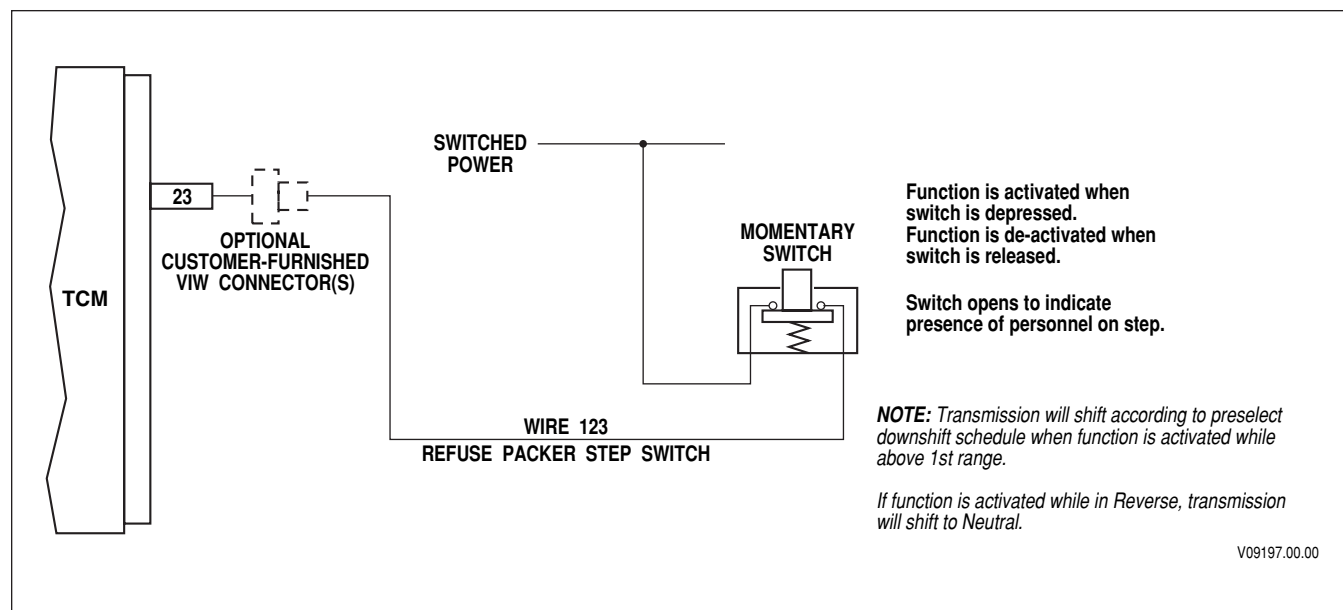 SWITCHED
POWER
23
OPTIONAL
CUSTOMER-FURNISHED
VIW CONNECTOR(S)
TCM
MOMENTARY
SWITCH
Function is activated when
switch is depressed.
Function is de-activated when
switch is released.
Switch opens to indicate
presence of personnel on step.
WIRE 123
REFUSE PACKER STEP SWITCH
NOTE: Transmission will shift according to preselect
downshift schedule when function is activated while
above 1st range.
If function is activated while in Reverse, transmission
will shift to Neutral.
V09197.00.00